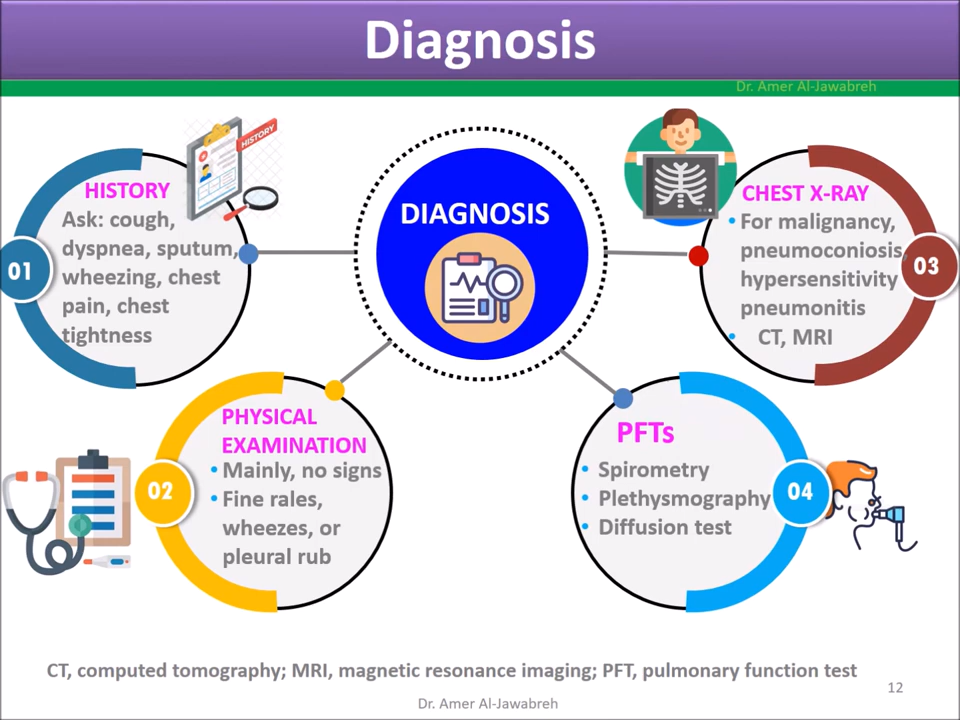 Diagnosis
Dr. Amer Al-Jawabreh
HISTORY
01
HISTORY
Ask: cough,
dyspnea, sputum,
wheezing, chest
pain, chest
tightness
DIAGNOSIS
03
CHEST X-RAY
• For malignancy,
pneumoconiosis,
hypersensitivity
pneumonitis
• CT, MRI
02
PHYSICAL
EXAMINATION
• Mainly, no signs
• Fine rales,
wheezes, or
pleural rub
04
PFTs
• Spirometry
• Plethysmography
• Diffusion test
CT, computed tomography; MRI, magnetic resonance imaging; PFT, pulmonary function test
12
Dr. Amer Al-Jawabreh